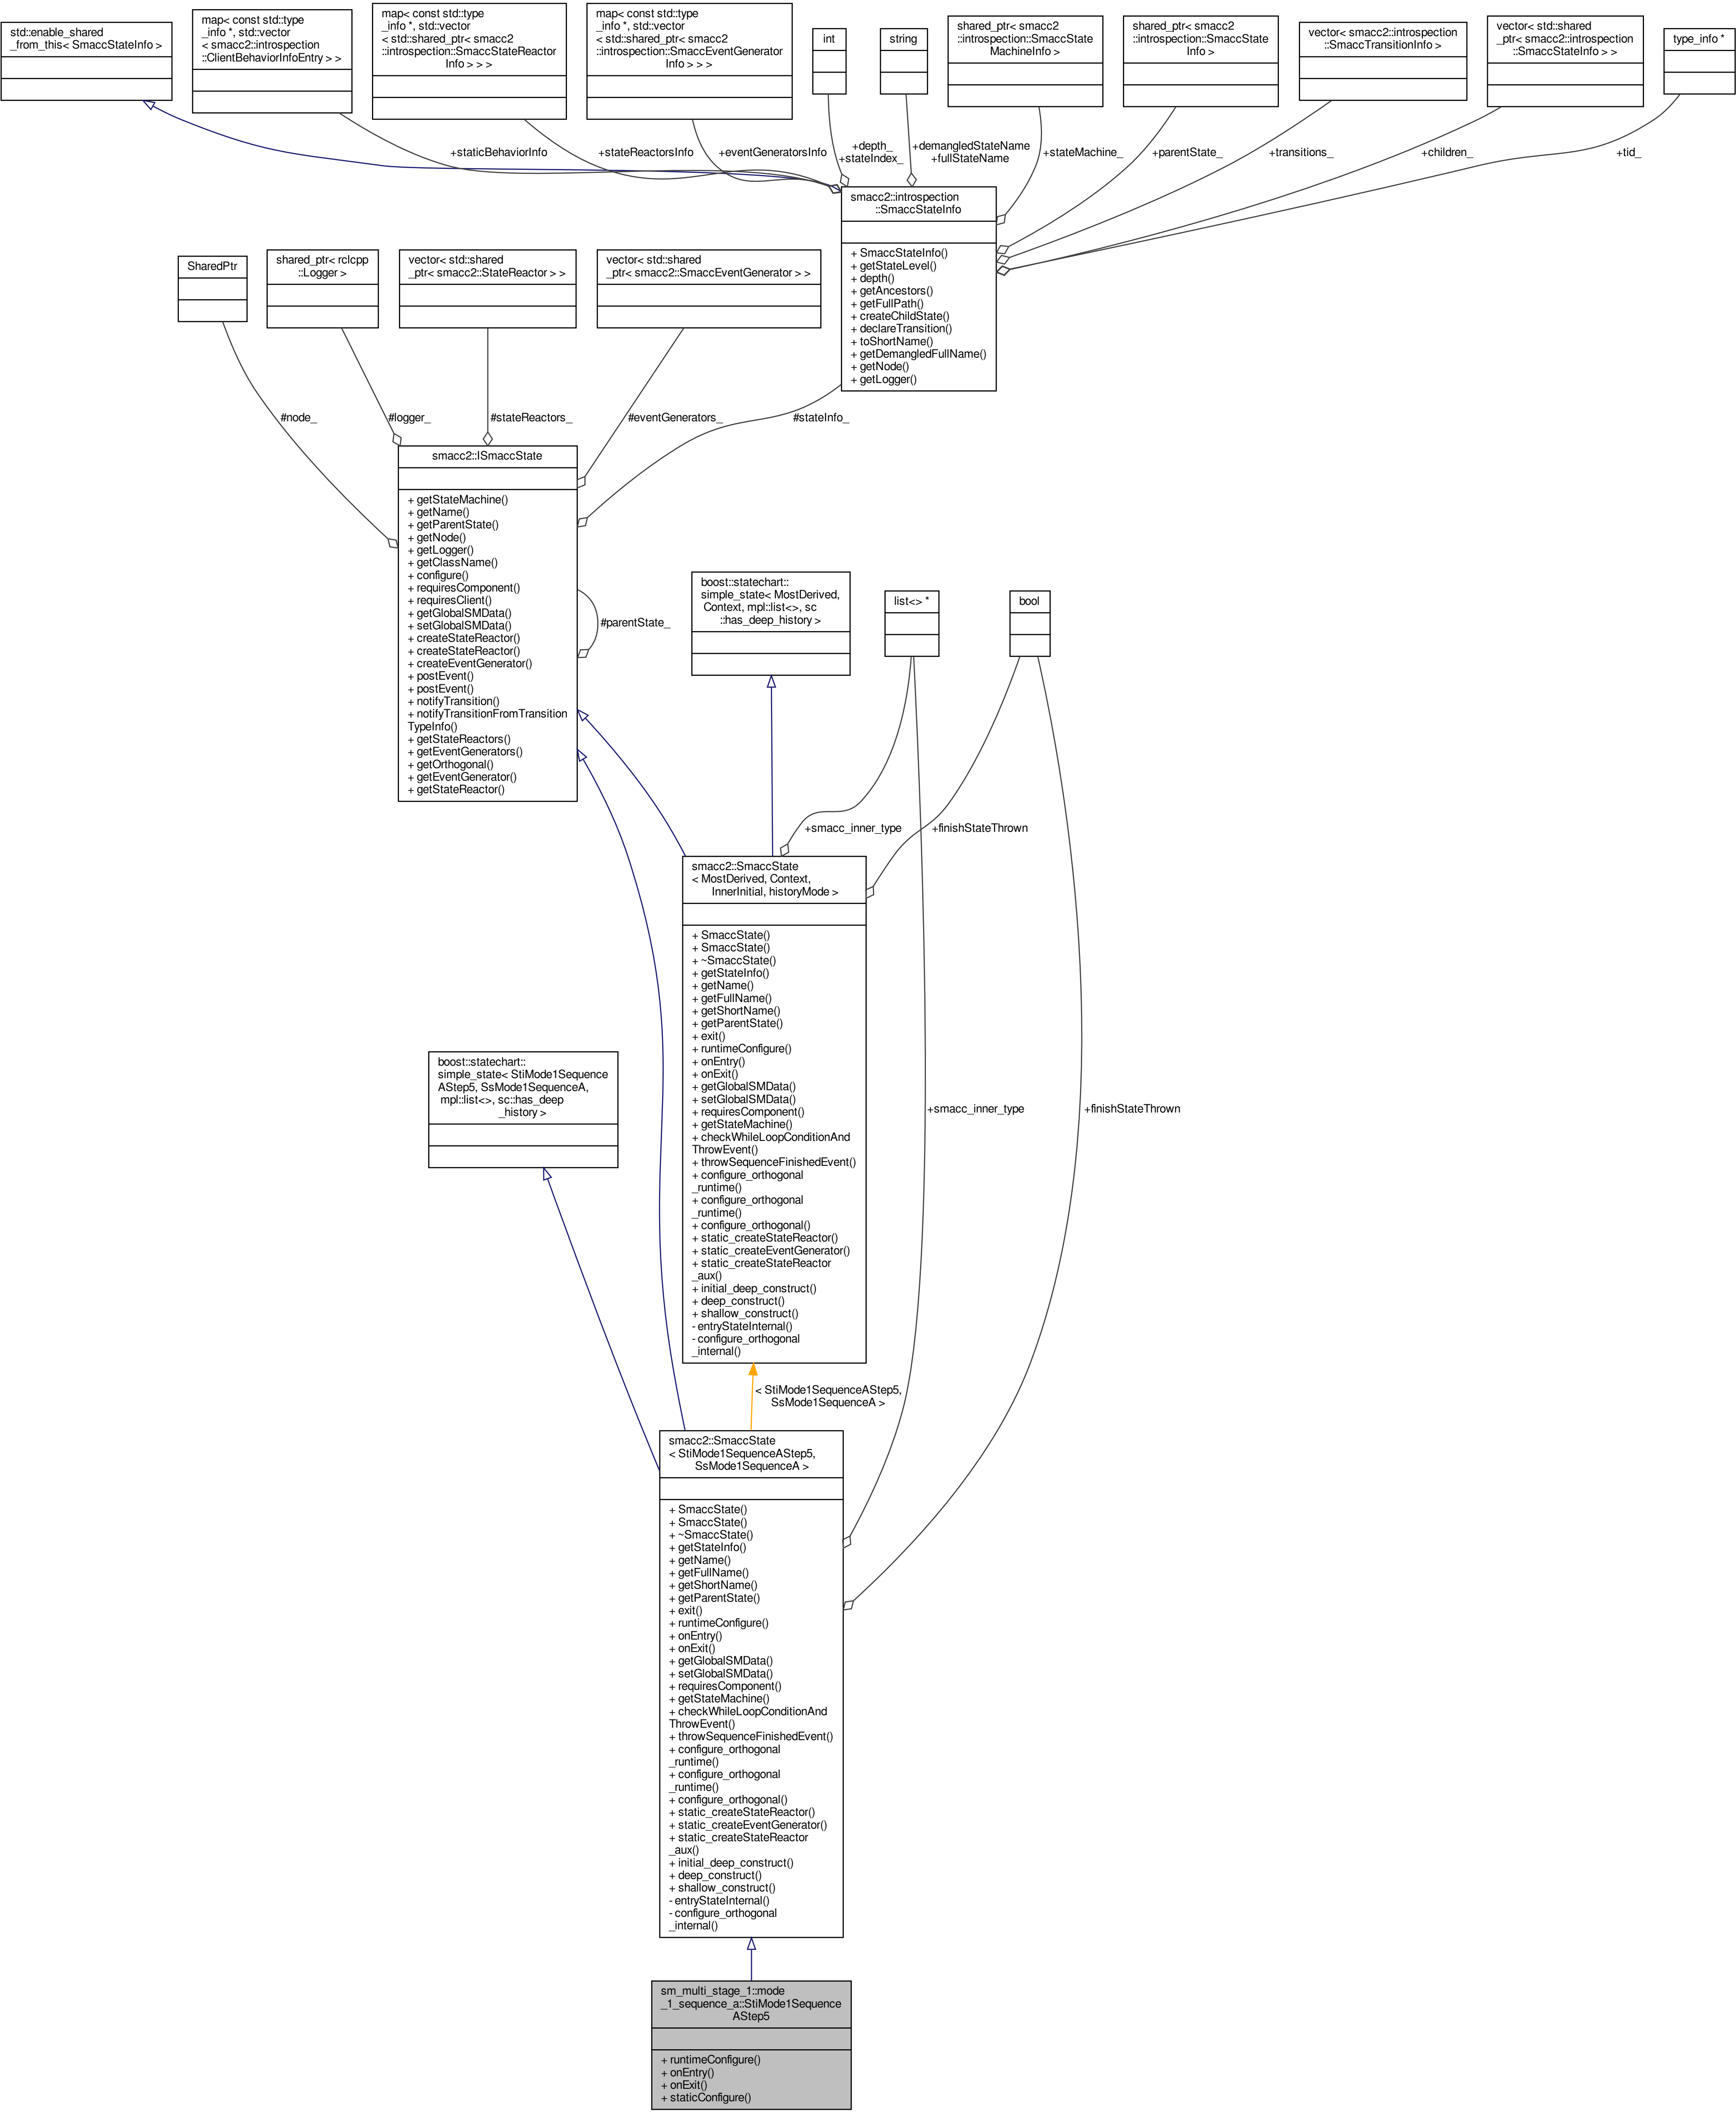 std::enable_shared
_from_this< SmaccStateInfo >
map< const std::type
_info *, std::vector
< smacc2::introspection
::ClientBehaviorInfoEntry > >
map< const std::type
_info *, std::vector
< std::shared_ptr< smacc2
::introspection::SmaccStateReactor
Info > > >
map< const std::type
_info *, std::vector
< std::shared_ptr< smacc2
::introspection::SmaccEventGenerator
Info > > >
int
string
shared_ptr< smacc2
::introspection::SmaccState
MachineInfo >
shared_ptr< smacc2
::introspection::SmaccState
Info >
vector< smacc2::introspection
::SmaccTransitionInfo >
vector< std::shared
_ptr< smacc2::introspection
::SmaccStateInfo > >
type_info *
+staticBehaviorInfo
+stateReactorsInfo
+eventGeneratorsInfo
+depth_
+stateIndex_
+demangledStateName
+fullStateName
+stateMachine_
+parentState_
+transitions_
+children_
+tid_
smacc2::introspection
::SmaccStateInfo
+ SmaccStateInfo()
+ getStateLevel()
+ depth()
+ getAncestors()
+ getFullPath()
+ createChildState()
+ declareTransition()
+ toShortName()
+ getDemangledFullName()
+ getNode()
+ getLogger()
SharedPtr
shared_ptr< rclcpp
::Logger >
vector< std::shared
_ptr< smacc2::StateReactor > >
vector< std::shared
_ptr< smacc2::SmaccEventGenerator > >
#node_
#logger_
#stateReactors_
#eventGenerators_
#stateInfo_
smacc2::ISmaccState
+ getStateMachine()
+ getName()
+ getParentState()
+ getNode()
+ getLogger()
+ getClassName()
+ configure()
+ requiresComponent()
+ requiresClient()
+ getGlobalSMData()
+ setGlobalSMData()
+ createStateReactor()
+ createStateReactor()
+ createEventGenerator()
+ postEvent()
+ postEvent()
+ notifyTransition()
+ notifyTransitionFromTransition
TypeInfo()
+ getStateReactors()
+ getEventGenerators()
+ getOrthogonal()
+ getEventGenerator()
+ getStateReactor()
#parentState_
boost::statechart::
simple_state< MostDerived,
Context, mpl::list<>, sc
::has_deep_history >
list<> *
bool
+smacc_inner_type
+finishStateThrown
smacc2::SmaccState
< MostDerived, Context,
InnerInitial, historyMode >
+ SmaccState()
+ SmaccState()
+ ~SmaccState()
+ getStateInfo()
+ getName()
+ getFullName()
+ getShortName()
+ getParentState()
+ exit()
+ runtimeConfigure()
+ onEntry()
+ onExit()
+ getGlobalSMData()
+ setGlobalSMData()
+ requiresComponent()
+ getStateMachine()
+ checkWhileLoopConditionAnd
ThrowEvent()
+ throwSequenceFinishedEvent()
+ configure_orthogonal
_runtime()
+ configure_orthogonal
_runtime()
+ configure_orthogonal()
+ static_createStateReactor()
+ static_createEventGenerator()
+ static_createStateReactor
_aux()
+ initial_deep_construct()
+ deep_construct()
+ shallow_construct()
- entryStateInternal()
- configure_orthogonal
_internal()
boost::statechart::
simple_state< StiMode1Sequence
AStep5, SsMode1SequenceA,
mpl::list<>, sc::has_deep
_history >
+smacc_inner_type
+finishStateThrown
< StiMode1SequenceAStep5,
SsMode1SequenceA >
smacc2::SmaccState
< StiMode1SequenceAStep5,
SsMode1SequenceA >
+ SmaccState()
+ SmaccState()
+ ~SmaccState()
+ getStateInfo()
+ getName()
+ getFullName()
+ getShortName()
+ getParentState()
+ exit()
+ runtimeConfigure()
+ onEntry()
+ onExit()
+ getGlobalSMData()
+ setGlobalSMData()
+ requiresComponent()
+ getStateMachine()
+ checkWhileLoopConditionAnd
ThrowEvent()
+ throwSequenceFinishedEvent()
+ configure_orthogonal
_runtime()
+ configure_orthogonal
_runtime()
+ configure_orthogonal()
+ static_createStateReactor()
+ static_createEventGenerator()
+ static_createStateReactor
_aux()
+ initial_deep_construct()
+ deep_construct()
+ shallow_construct()
- entryStateInternal()
- configure_orthogonal
_internal()
sm_multi_stage_1::mode
_1_sequence_a::StiMode1Sequence
AStep5
+ runtimeConfigure()
+ onEntry()
+ onExit()
+ staticConfigure()